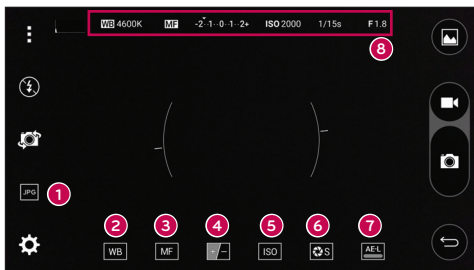 WB 4600K MF -2··1··0··1··2+ ISO 2000 1/15s F1.8
8
JPG 1
2 3 4 5 6 7
WB MF +/- ISO S AE-L